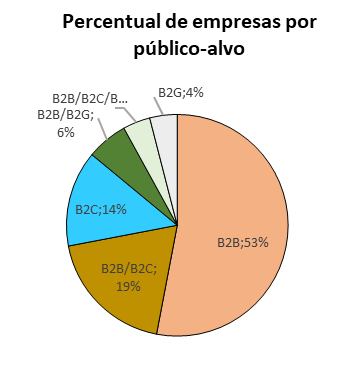 Percentual de empresas por
público-alvo
B2B/B2C/B...
B2G;4%
B2B/B2G;
6%
B2C;14%
B2B;53%
B2B/B2C;
19%